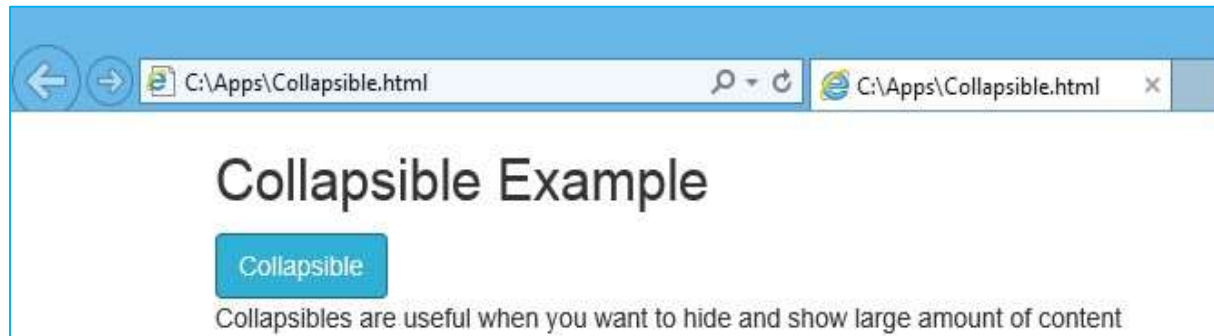 C:\Apps\Collapsible.html
C:\Apps\Collapsible.html
Collapsible Example
Collapsible
Collapsibles are useful when you want to hide and show large amount of content